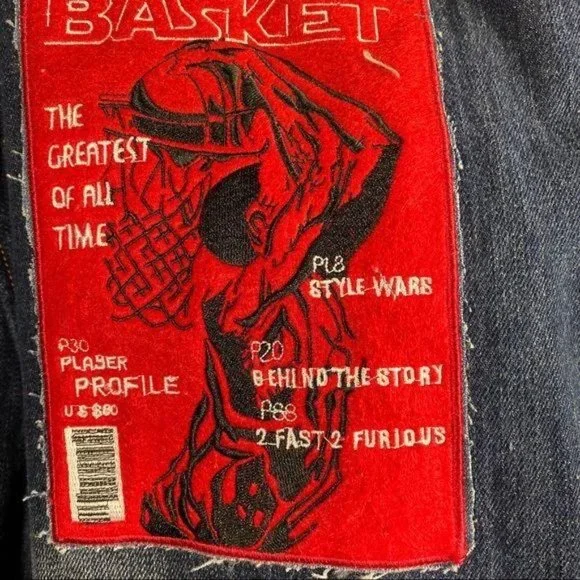 BASKET
THE
GREATEST
OF ALL
TIME
P18
STYLE WARS
P30
PLAYER
PROFILE
U S $60
P20
BEHIND THE STORY
P88
2 FAST 2 FURIOUS